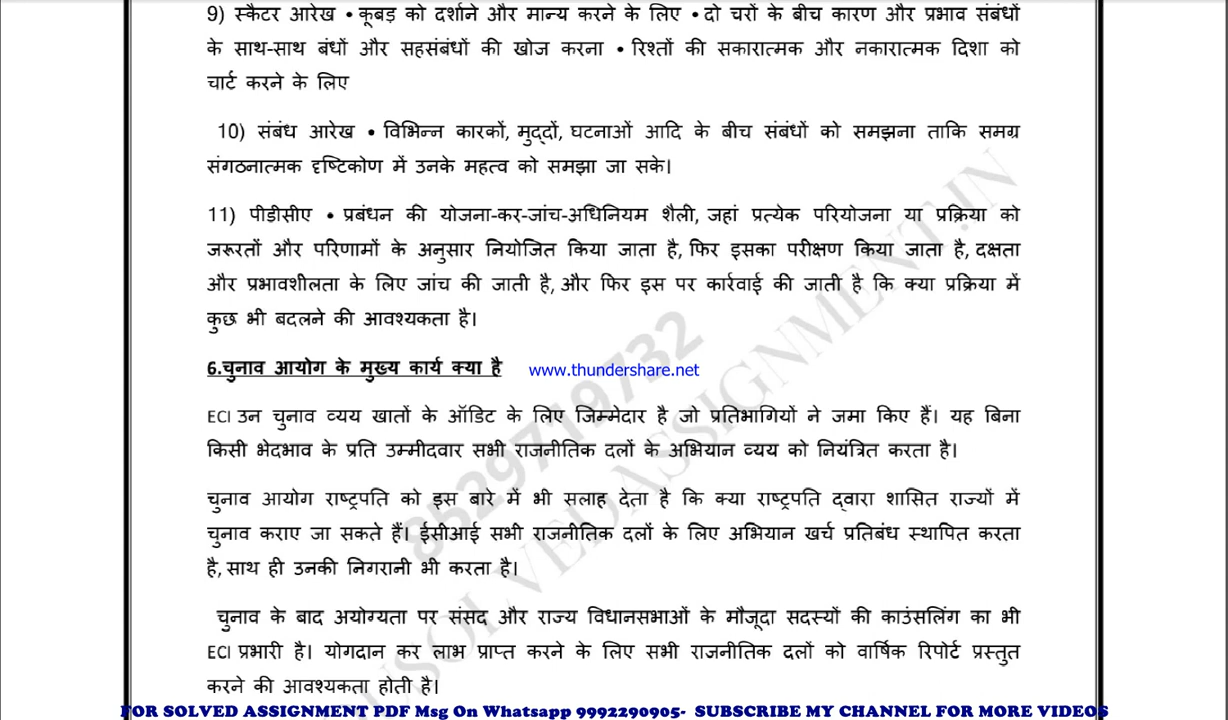 9) स्कैटर आरेख • कूबड़ को दर्शाने और मान्य करने के लिए • दो चरों के बीच कारण और प्रभाव संबंधों
के साथ-साथ बंधों और सहसंबंधों की खोज करना • रिश्तों की सकारात्मक और नकारात्मक दिशा को
चार्ट करने के लिए
10) संबंध आरेख • विभिन्न कारकों, मुद्दों, घटनाओं आदि के बीच संबंधों को समझना ताकि समग्र
संगठनात्मक दृष्टिकोण में उनके महत्व को समझा जा सके।
11) पीडीसीए • प्रबंधन की योजना-कर-जांच-अधिनियम शैली, जहां प्रत्येक परियोजना या प्रक्रिया को
जरूरतों और परिणामों के अनुसार नियोजित किया जाता है, फिर इसका परीक्षण किया जाता है, दक्षता
और प्रभावशीलता के लिए जांच की जाती है, और फिर इस पर कार्रवाई की जाती है कि क्या प्रक्रिया में
कुछ भी बदलने की आवश्यकता है।
6.चुनाव आयोग के मुख्य कार्य क्या है www.thundershare.net
ECI उन चुनाव व्यय खातों के ऑडिट के लिए जिम्मेदार है जो प्रतिभागियों ने जमा किए हैं। यह बिना
किसी भेदभाव के प्रति उम्मीदवार सभी राजनीतिक दलों के अभियान व्यय को नियंत्रित करता है।
चुनाव आयोग राष्ट्रपति को इस बारे में भी सलाह देता है कि क्या राष्ट्रपति द्वारा शासित राज्यों में
चुनाव कराए जा सकते हैं। ईसीआई सभी राजनीतिक दलों के लिए अभियान खर्च प्रतिबंध स्थापित करता
है, साथ ही उनकी निगरानी भी करता है।
चुनाव के बाद अयोग्यता पर संसद और राज्य विधानसभाओं के मौजूदा सदस्यों की काउंसलिंग का भी
ECI प्रभारी है। योगदान कर लाभ प्राप्त करने के लिए सभी राजनीतिक दलों को वार्षिक रिपोर्ट प्रस्तुत
करने की आवश्यकता होती है।
8529719732
USOLVEDASSIGNMENT.IN
FOR SOLVED ASSIGNMENT PDF Msg On Whatsapp 9992290905- SUBSCRIBE MY CHANNEL FOR MORE VIDEOS